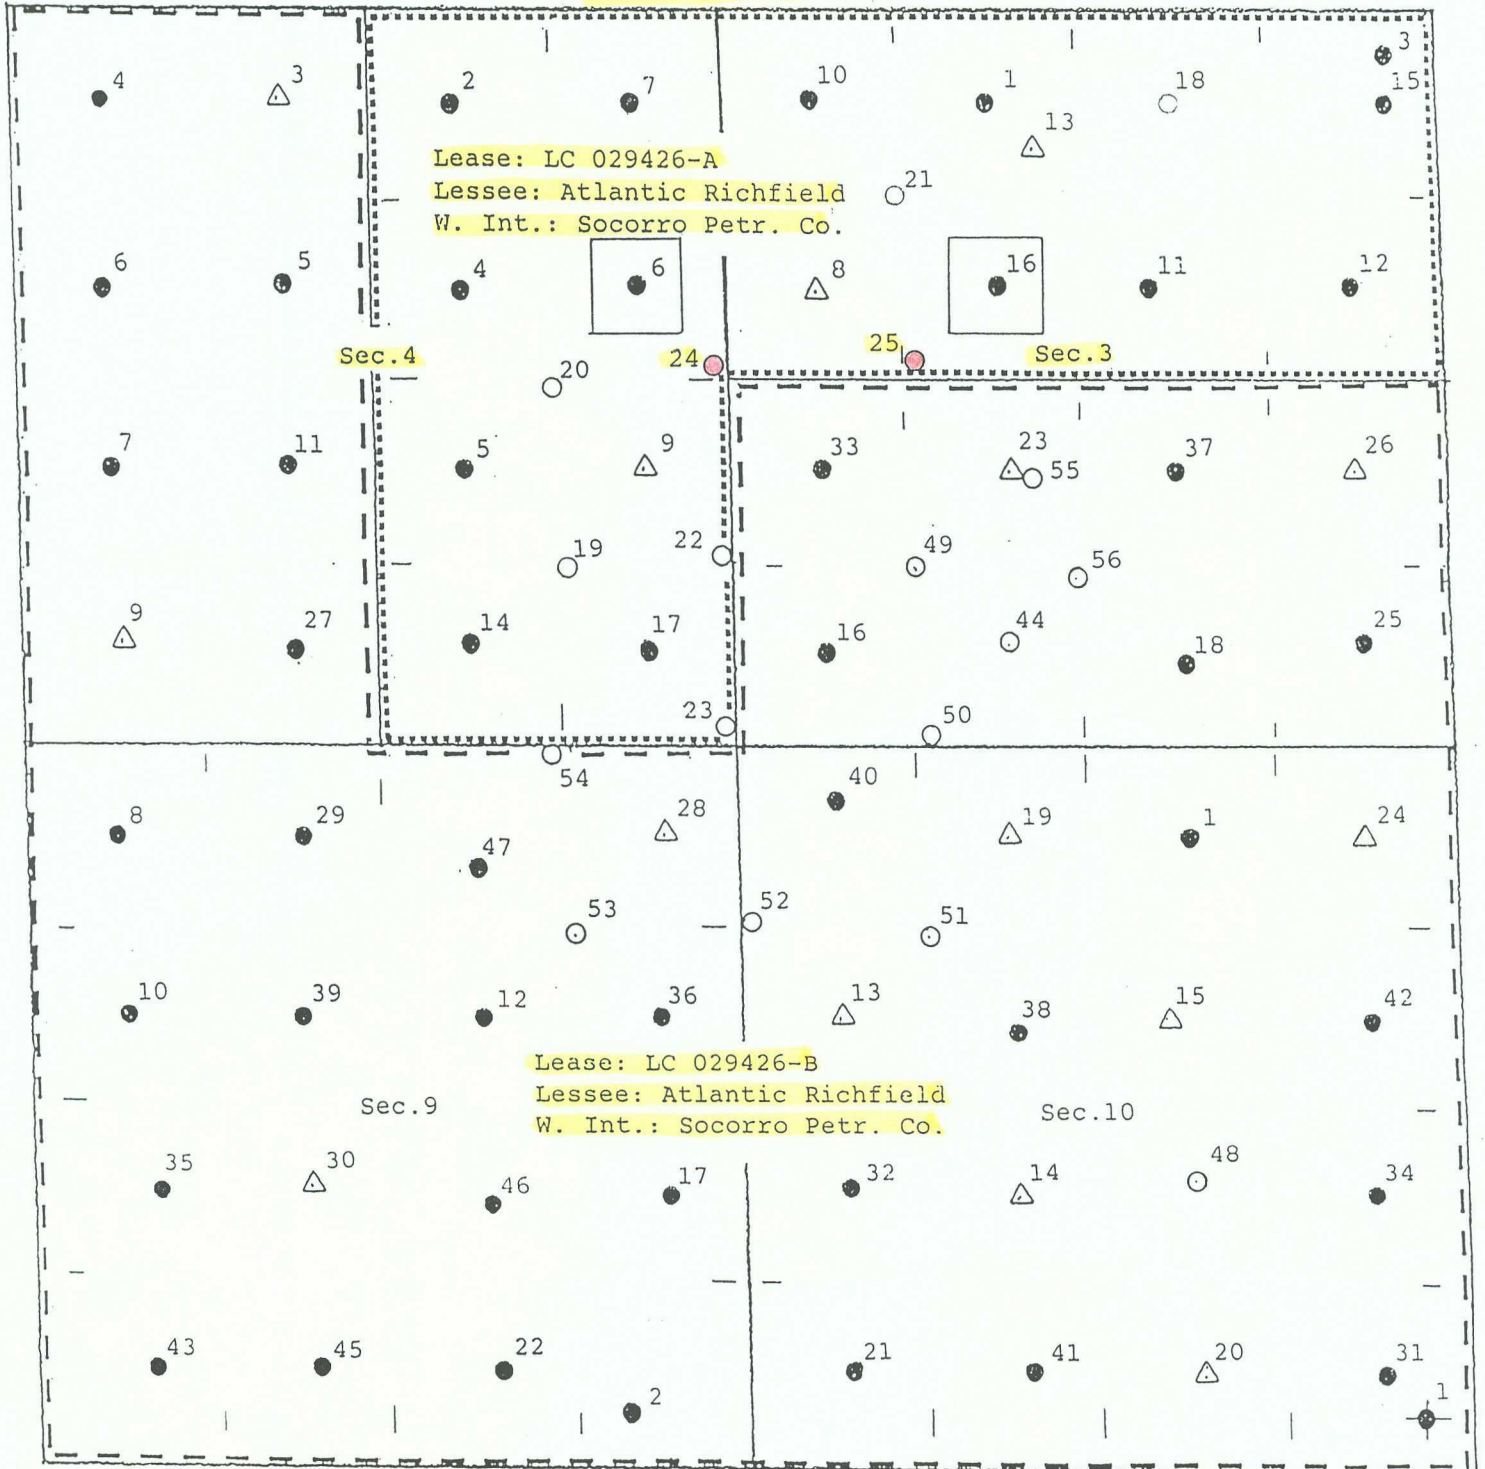 3
4 3 2 7 10 1 18 15
13
Lease: LC 029426-A
Lessee: Atlantic Richfield
W. Int.: Socorro Petr. Co.
21
6 5 4 6 8 16 11 12
Sec.4 24 25 Sec.3
20
7 11 5 9 33 23 55 37 26
19 22 49 56
9 27 14 17 16 44 18 25
23 50
54
40
8 29 47 28 19 1 24
53 52 51
10 39 12 36 13 38 15 42
Lease: LC 029426-B
Lessee: Atlantic Richfield
W. Int.: Socorro Petr. Co.
Sec.9 Sec.10
35 30 46 17 32 14 48 34
43 45 22 21 41 20 31
2 1